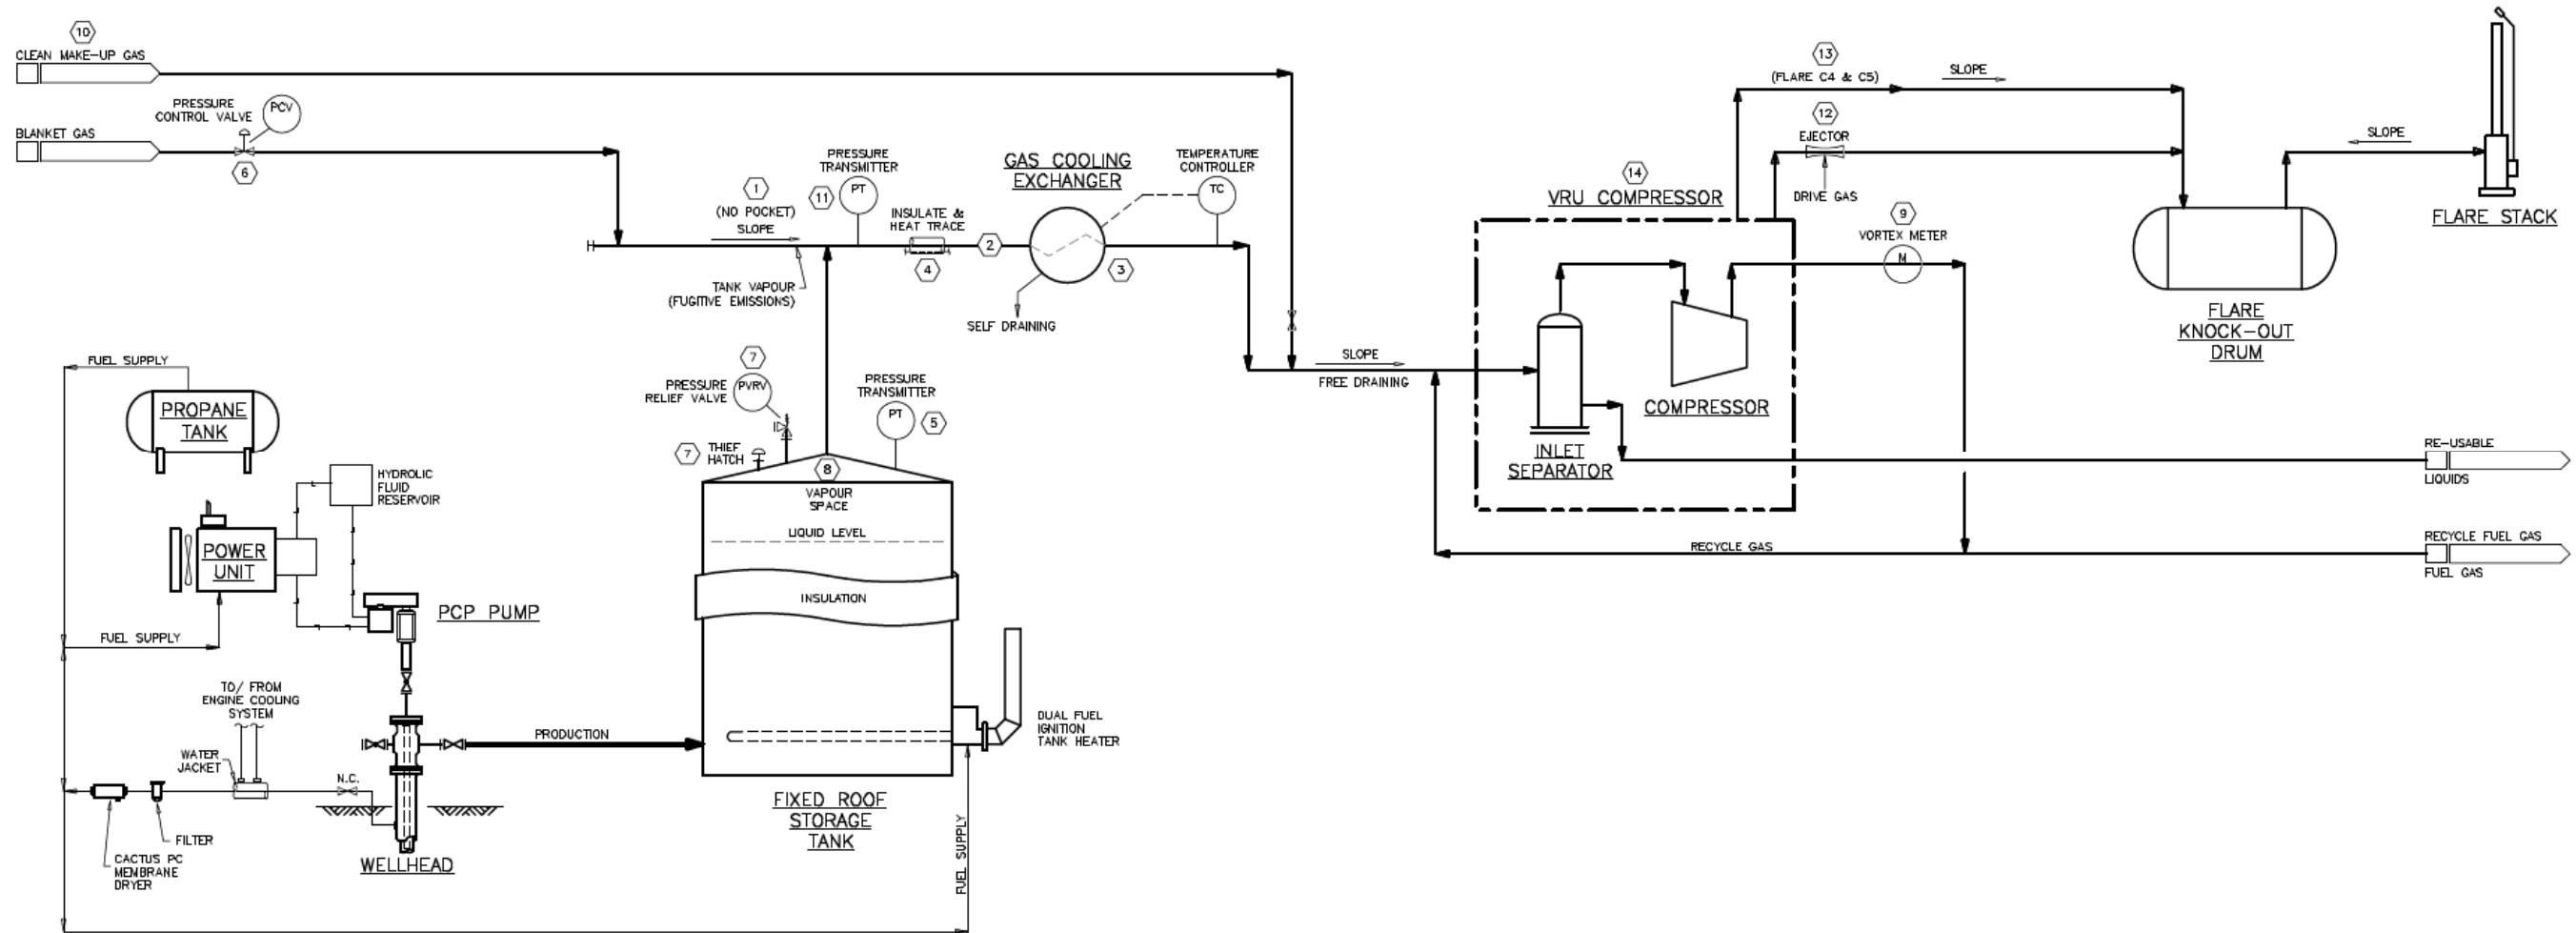 10
CLEAN MAKE-UP GAS
PRESSURE
CONTROL VALVE
PCV
BLANKET GAS
6
1
(NO POCKET)
SLOPE
11
PRESSURE
TRANSMITTER
PT
INSULATE &
HEAT TRACE
4
2
GAS COOLING
EXCHANGER
3
TEMPERATURE
CONTROLLER
TC
TANK VAPOUR
(FUGITIVE EMISSIONS)
SELF DRAINING
14
VRU COMPRESSOR
13
(FLARE C4 & C5)
SLOPE
12
EJECTOR
DRIVE GAS
9
VORTEX METER
M
SLOPE
FLARE STACK
FLARE
KNOCK-OUT
DRUM
SLOPE
FREE DRAINING
INLET
SEPARATOR
COMPRESSOR
RE-USABLE
LIQUIDS
RECYCLE GAS
RECYCLE FUEL GAS
FUEL GAS
FUEL SUPPLY
PROPANE
TANK
HYDROLIC
FLUID
RESERVOIR
POWER
UNIT
FUEL SUPPLY
PCP PUMP
7
PRESSURE
RELIEF VALVE
PVRV
7
THIEF
HATCH
PRESSURE
TRANSMITTER
PT
5
8
VAPOUR
SPACE
LIQUID LEVEL
INSULATION
TO/ FROM
ENGINE COOLING
SYSTEM
WATER
JACKET
N.C.
PRODUCTION
DUAL FUEL
IGNITION
TANK HEATER
FIXED ROOF
STORAGE
TANK
FILTER
CACTUS PC
MEMBRANE
DRYER
WELLHEAD
FUEL SUPPLY